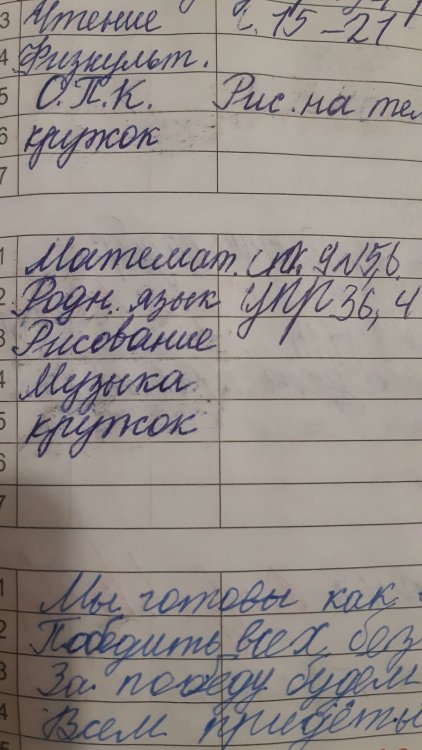 3 Чтение с. 15-21
4 Физкульт.
5 О.П.К. Рис. на
6 кружок
7
1 Математ. стр. 9 №5,6
2 Родн. язык упр 36, 4
3 Рисование
4 Музыка
5 кружок
6
7
1 Мы готовы как
2 Победить всех без
3 За победу будем
4 Всем